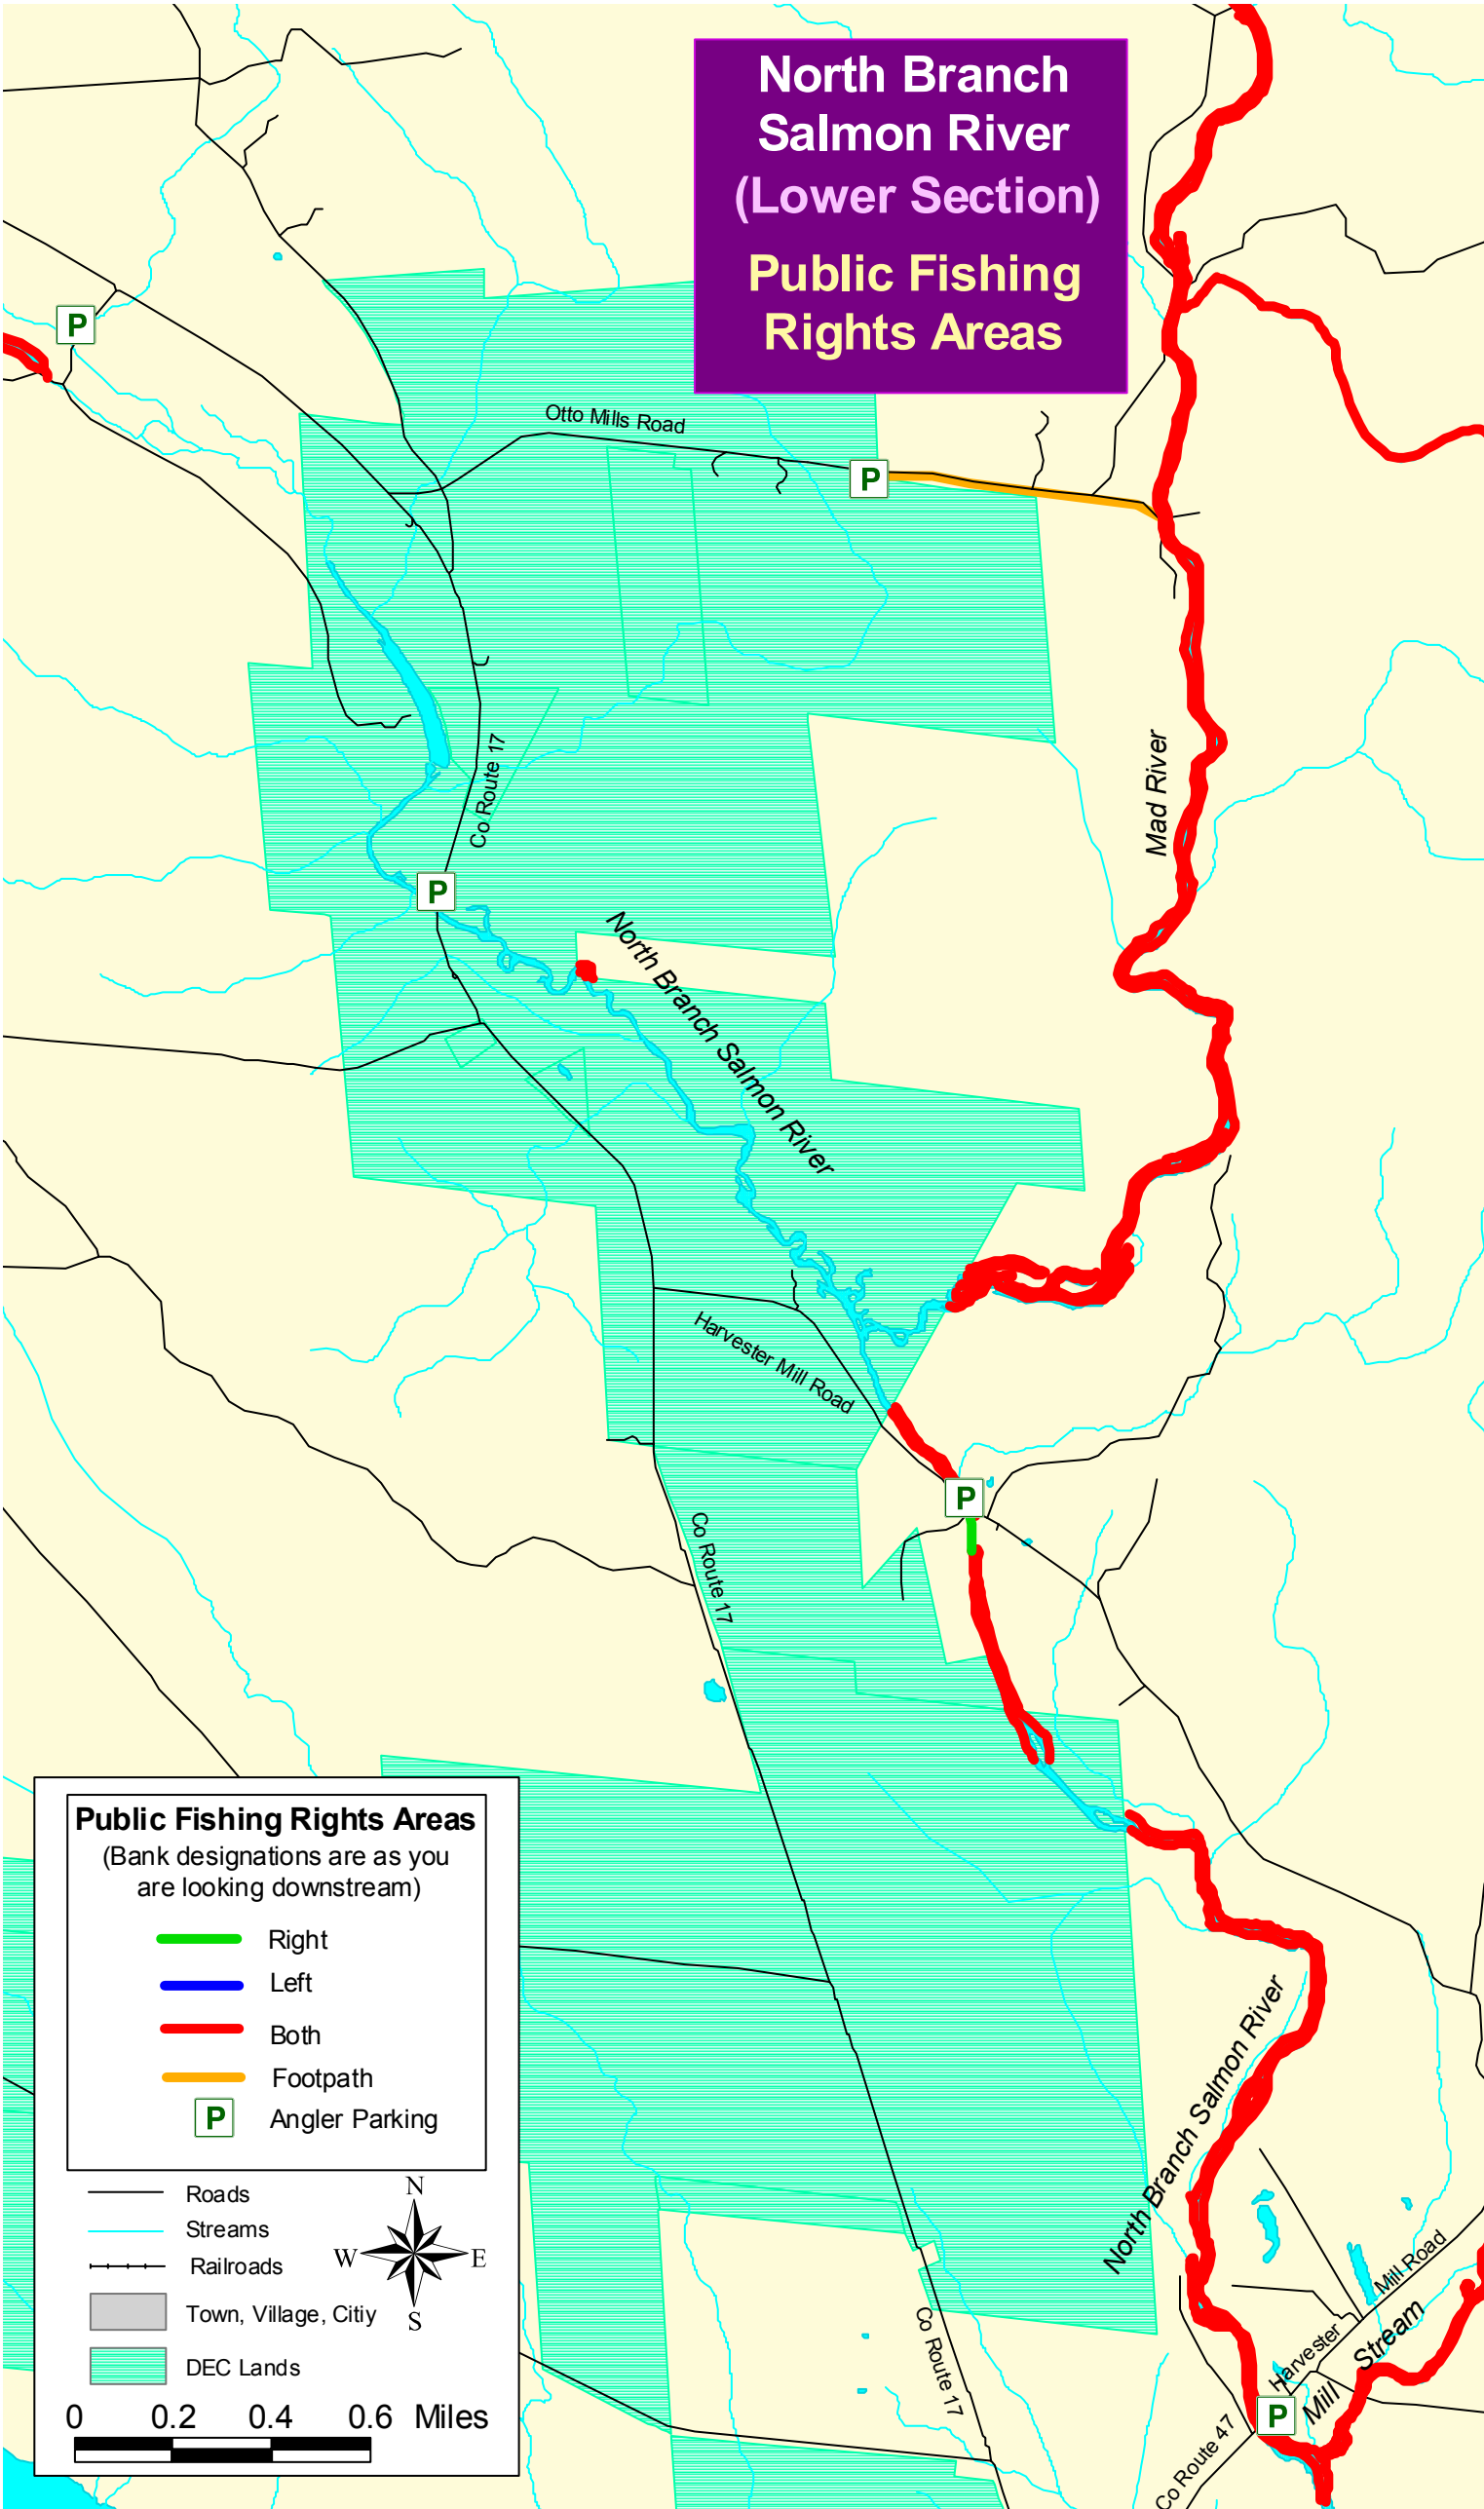 North Branch
Salmon River
(Lower Section)
Public Fishing
Rights Areas
P
Otto Mills Road
P
Mad River
Co Route 17
P
North Branch Salmon River
Harvester Mill Road
P
Co Route 17
North Branch Salmon River
Mill Road
Harvester
Mill Stream
Co Route 17
P
Co Route 47
Public Fishing Rights Areas
(Bank designations are as you
are looking downstream)
Right
Left
Both
Footpath
P Angler Parking
Roads
Streams
Railroads
Town, Village, Citiy
DEC Lands
N
W E
S
0 0.2 0.4 0.6 Miles